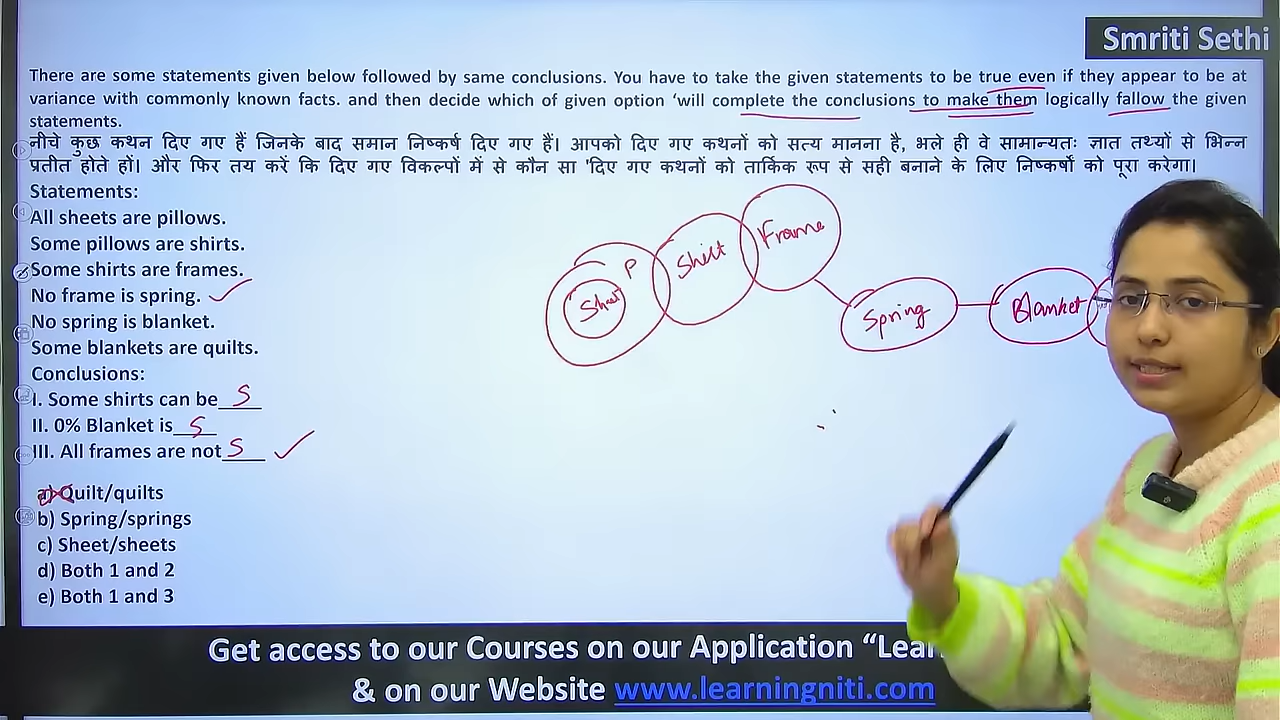 Smriti Sethi
There are some statements given below followed by same conclusions. You have to take the given statements to be true even if they appear to be at
variance with commonly known facts. and then decide which of given option ‘will complete the conclusions to make them logically fallow the given
statements.
नीचे कुछ कथन दिए गए हैं जिनके बाद समान निष्कर्ष दिए गए हैं। आपको दिए गए कथनों को सत्य मानना है, भले ही वे सामान्यतः ज्ञात तथ्यों से भिन्न
प्रतीत होते हों। और फिर तय करें कि दिए गए विकल्पों में से कौन सा 'दिए गए कथनों को तार्किक रूप से सही बनाने के लिए निष्कर्षों को पूरा करेगा।
Statements:
All sheets are pillows.
Some pillows are shirts.
Some shirts are frames.
No frame is spring.
No spring is blanket.
Some blankets are quilts.
Conclusions:
I. Some shirts can be S
II. 0% Blanket is S
III. All frames are not S
a) Quilt/quilts
b) Spring/springs
c) Sheet/sheets
d) Both 1 and 2
e) Both 1 and 3
Sheet P Shirt Frame
Spring Blanket
Get access to our Courses on our Application “Lear
& on our Website www.learningniti.com